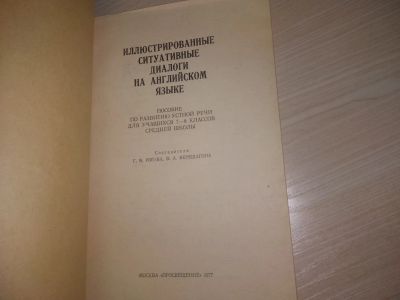 ИЛЛЮСТРИРОВАННЫЕ
СИТУАТИВНЫЕ
ДИАЛОГИ
НА АНГЛИЙСКОМ
ЯЗЫКЕ
ПОСОБИЕ
ПО РАЗВИТИЮ УСТНОЙ РЕЧИ
ДЛЯ УЧАЩИХСЯ 7—8 КЛАССОВ
СРЕДНЕЙ ШКОЛЫ
Составители
МОСКВА «ПРОСВЕЩЕНИЕ» 1977